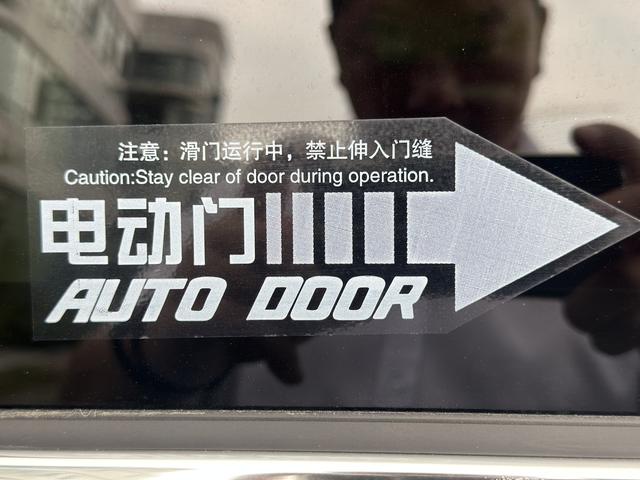 注意：滑门运行中，禁止伸入门缝
Caution:Stay clear of door during operation.
电动门
AUTO DOOR